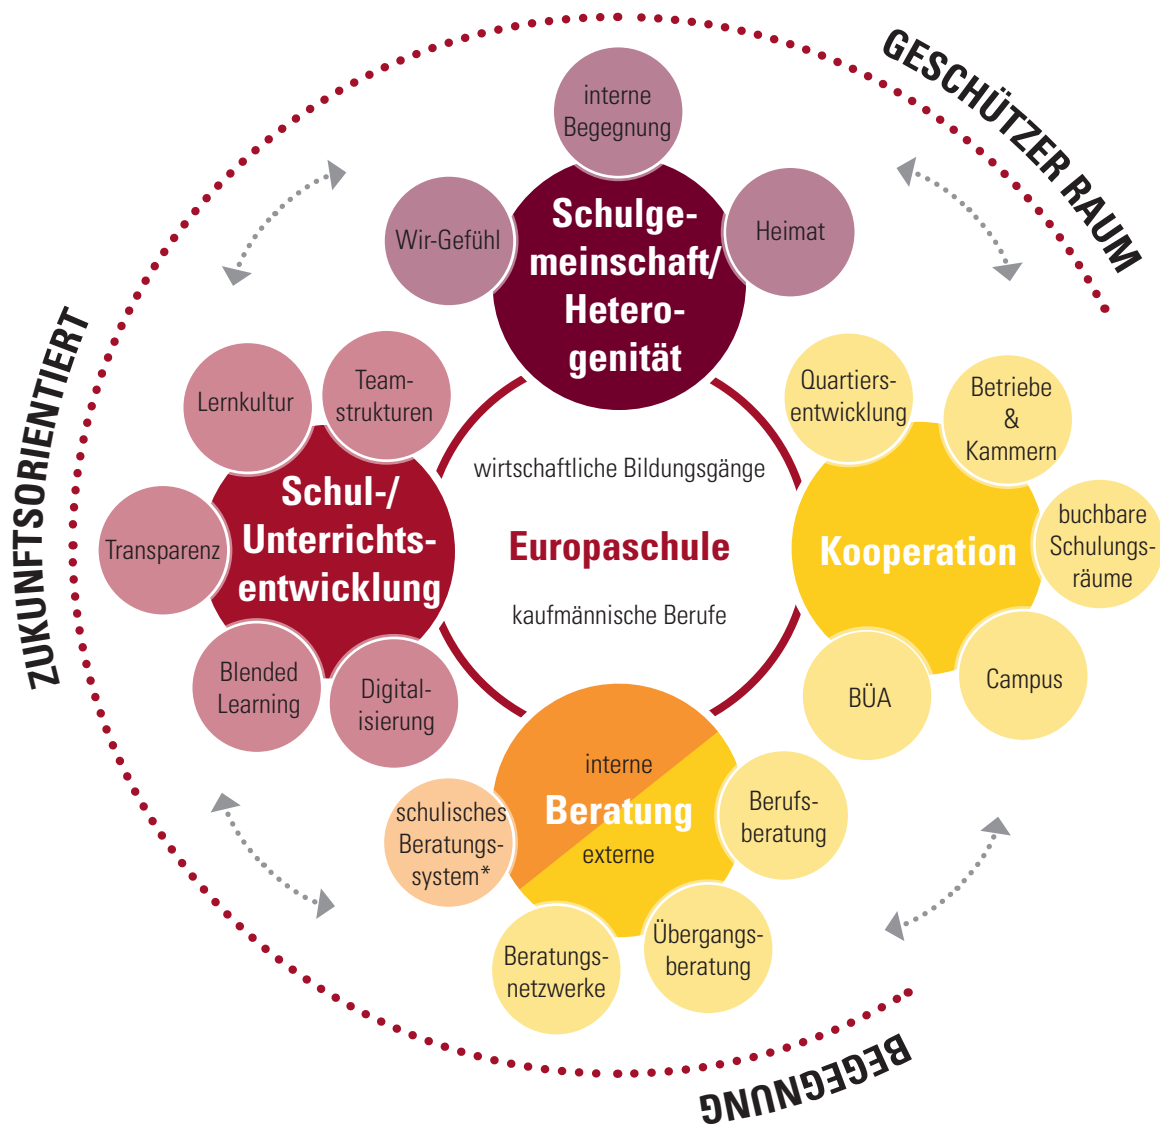 GESCHÜTZER RAUM
interne
Begegnung
Wir-Gefühl
Heimat
Schulge-
meinschaft/
Hetero-
genität
ZUKUNFTSORIENTIERT
Lernkultur
Team-
strukturen
Transparenz
Schul-/
Unterrichts-
entwicklung
Blended
Learning
Digital-
isierung
wirtschaftliche Bildungsgänge
Europaschule
kaufmännische Berufe
Quartiers-
entwicklung
Betriebe
&
Kammern
buchbare
Schulungs-
räume
Kooperation
BÜA
Campus
interne
Beratung
externe
schulisches
Beratungs-
system*
Berufs-
beratung
Beratungs-
netzwerke
Übergangs-
beratung
BEGEGNUNG